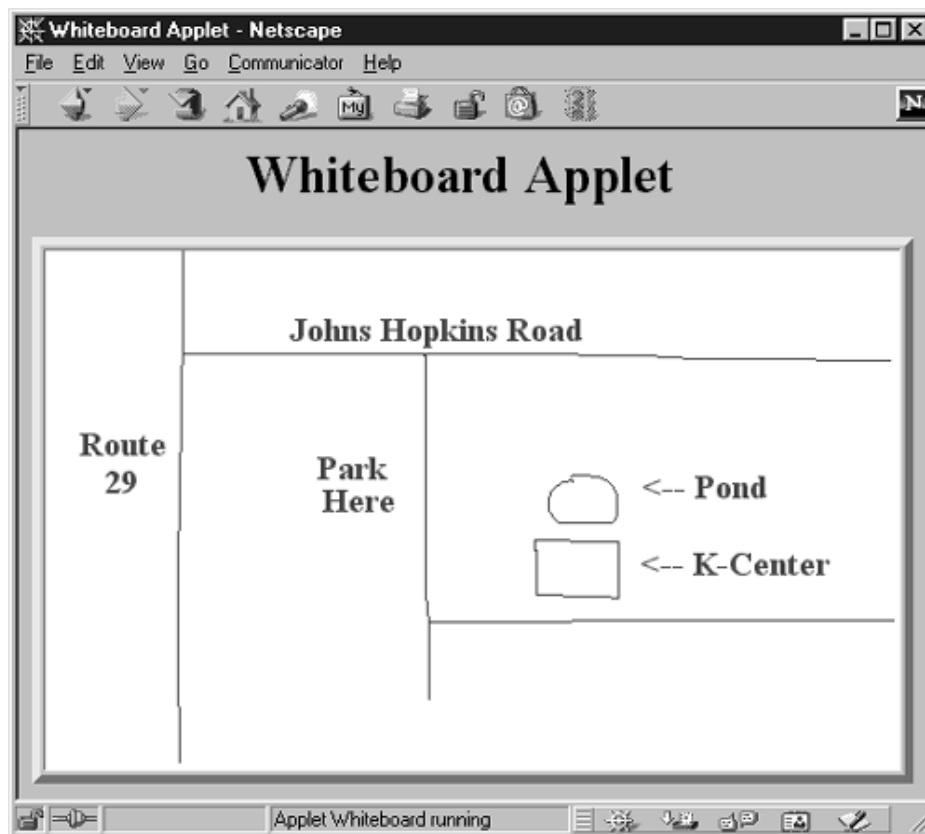 Whiteboard Applet - Netscape
File Edit View Go Communicator Help
My
N
Whiteboard Applet
Johns Hopkins Road
Route
29
Park
Here
<-- Pond
<-- K-Center
Applet Whiteboard running